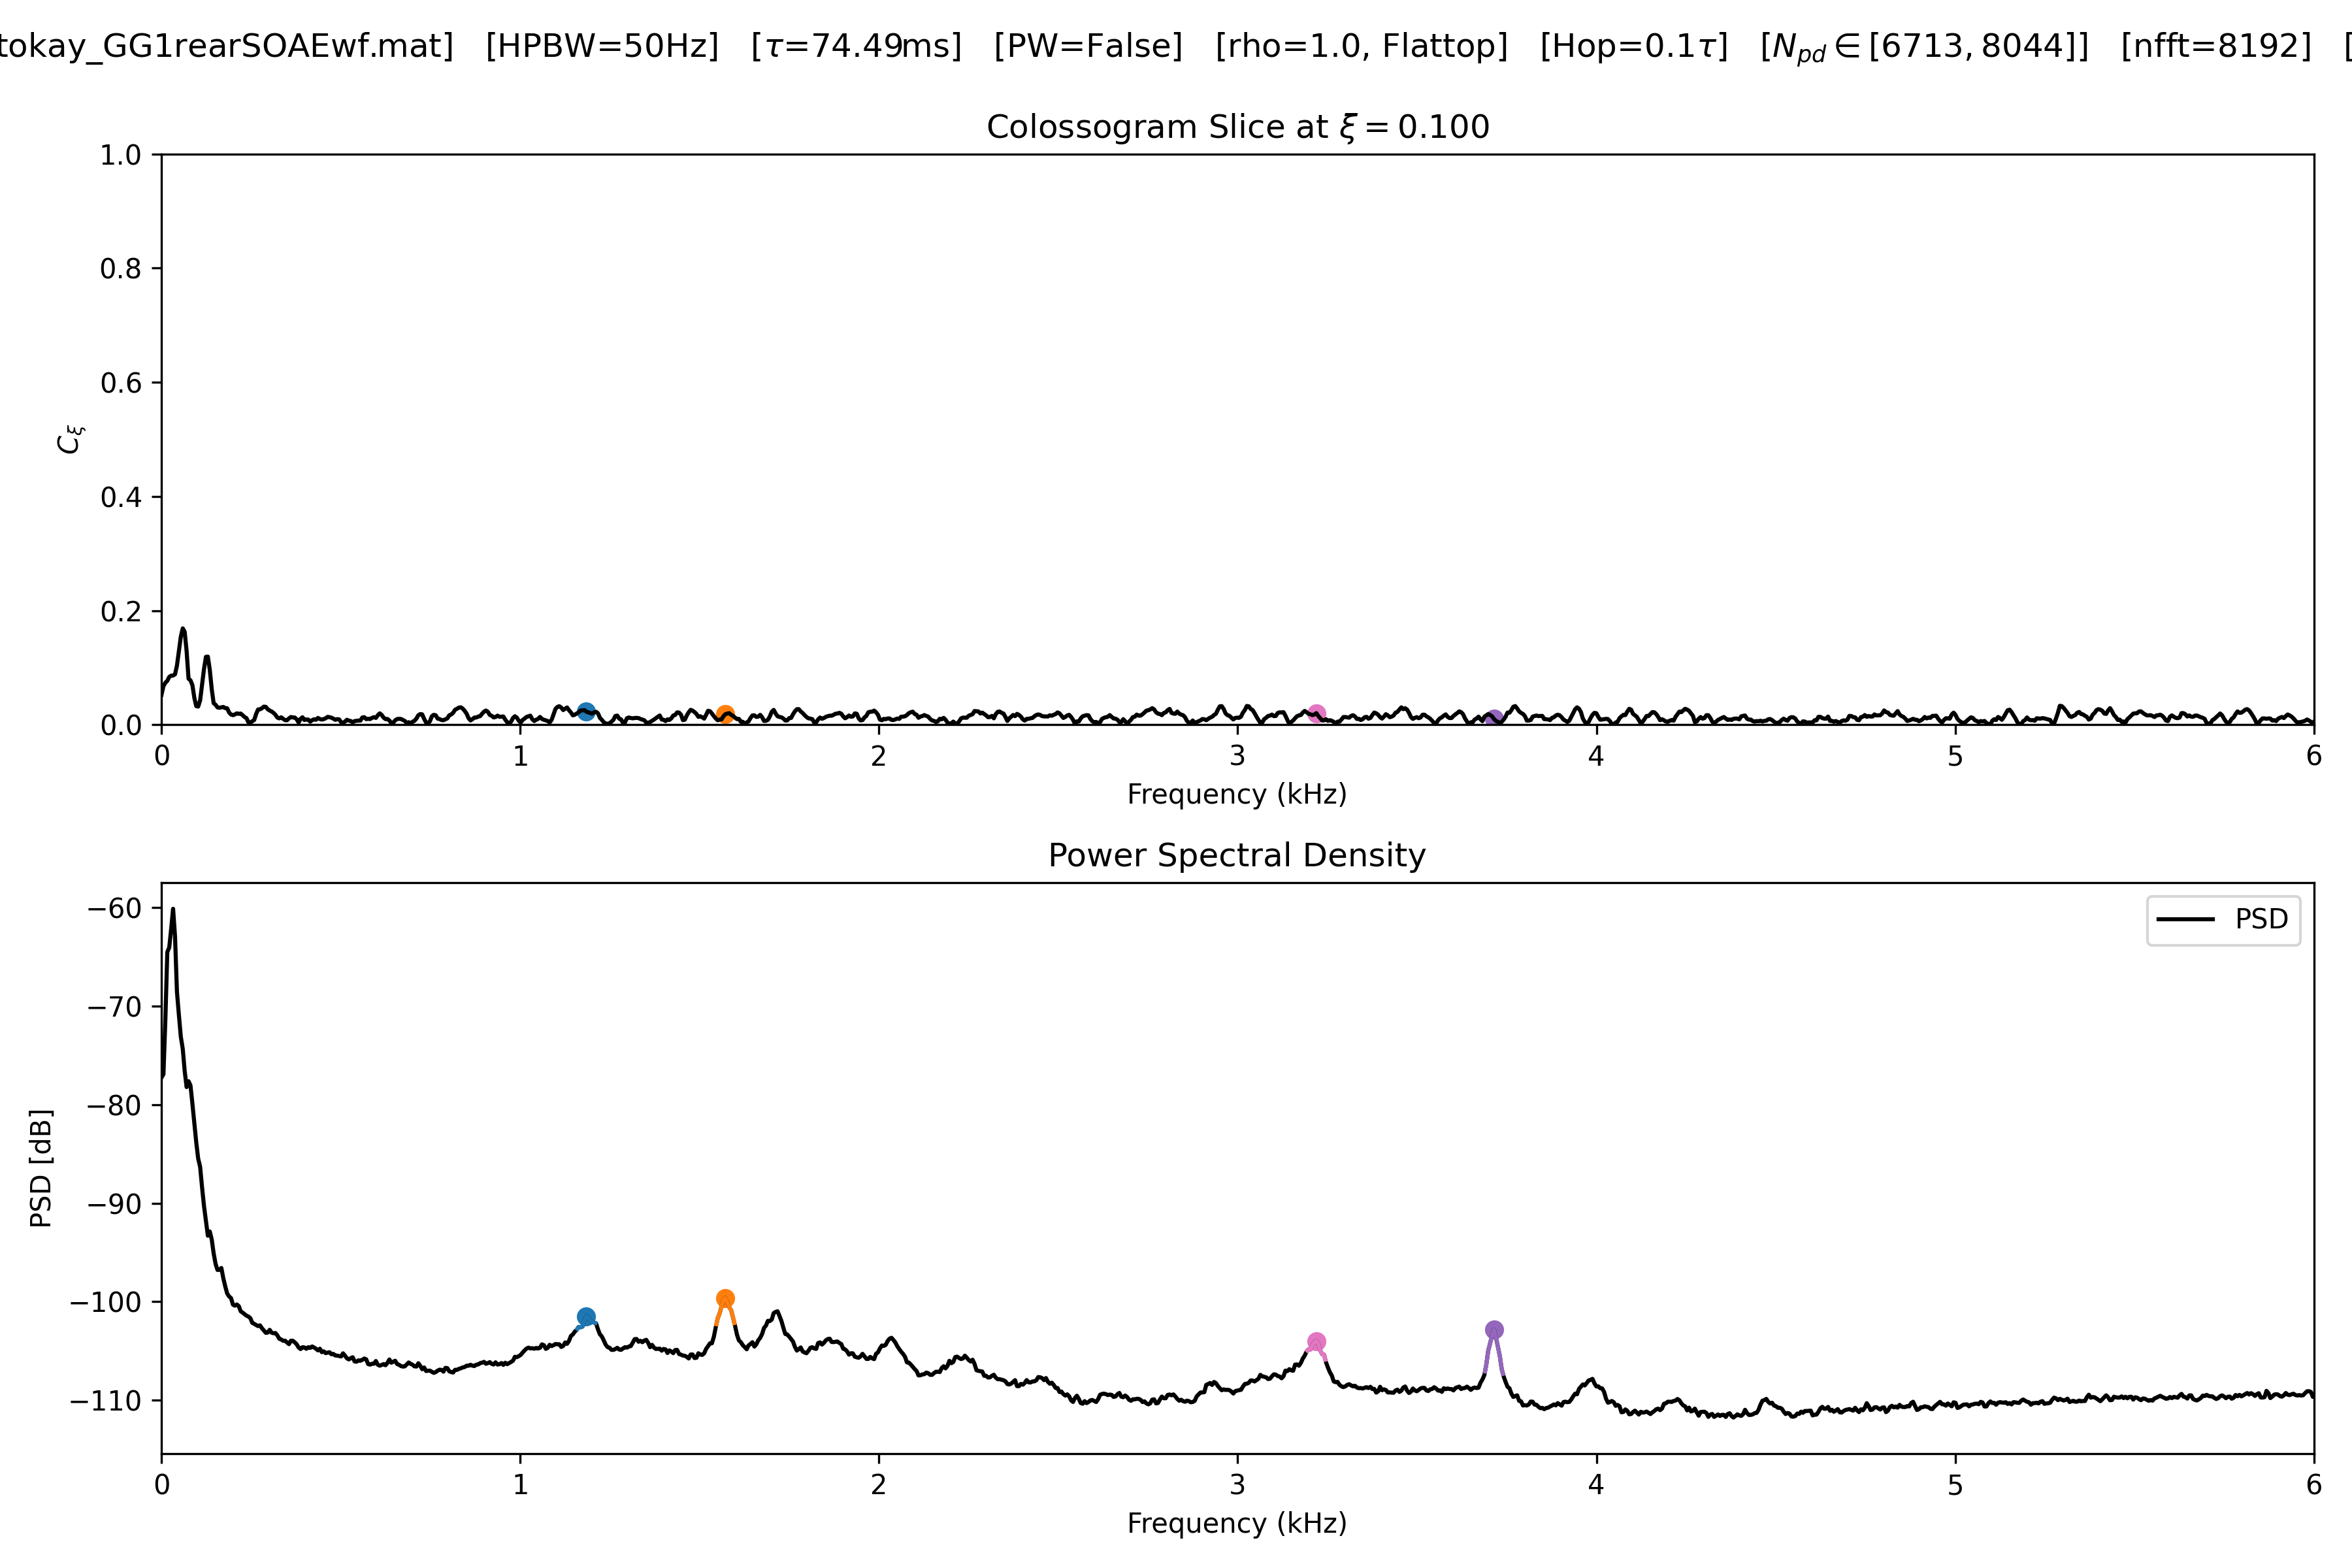 tokay_GG1rearSOAEwf.mat] [HPBW=50Hz] [τ=74.49ms] [PW=False] [rho=1.0, Flattop] [Hop=0.1τ] [N_pd ∈ [6713, 8044]] [nfft=8192] [
Colossogram Slice at ξ = 0.100
1.0
0.8
0.6
0.4
0.2
0.0
C_ξ
0 1 2 3 4 5 6
Frequency (kHz)
Power Spectral Density
PSD
−60
−70
−80
−90
−100
−110
PSD [dB]
0 1 2 3 4 5 6
Frequency (kHz)